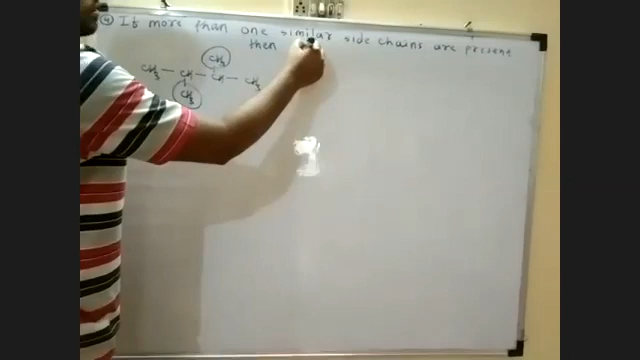 ④ If more than one similar side chains are present
then
CH₃
CH₃ — CH — CH — CH₃
CH₃